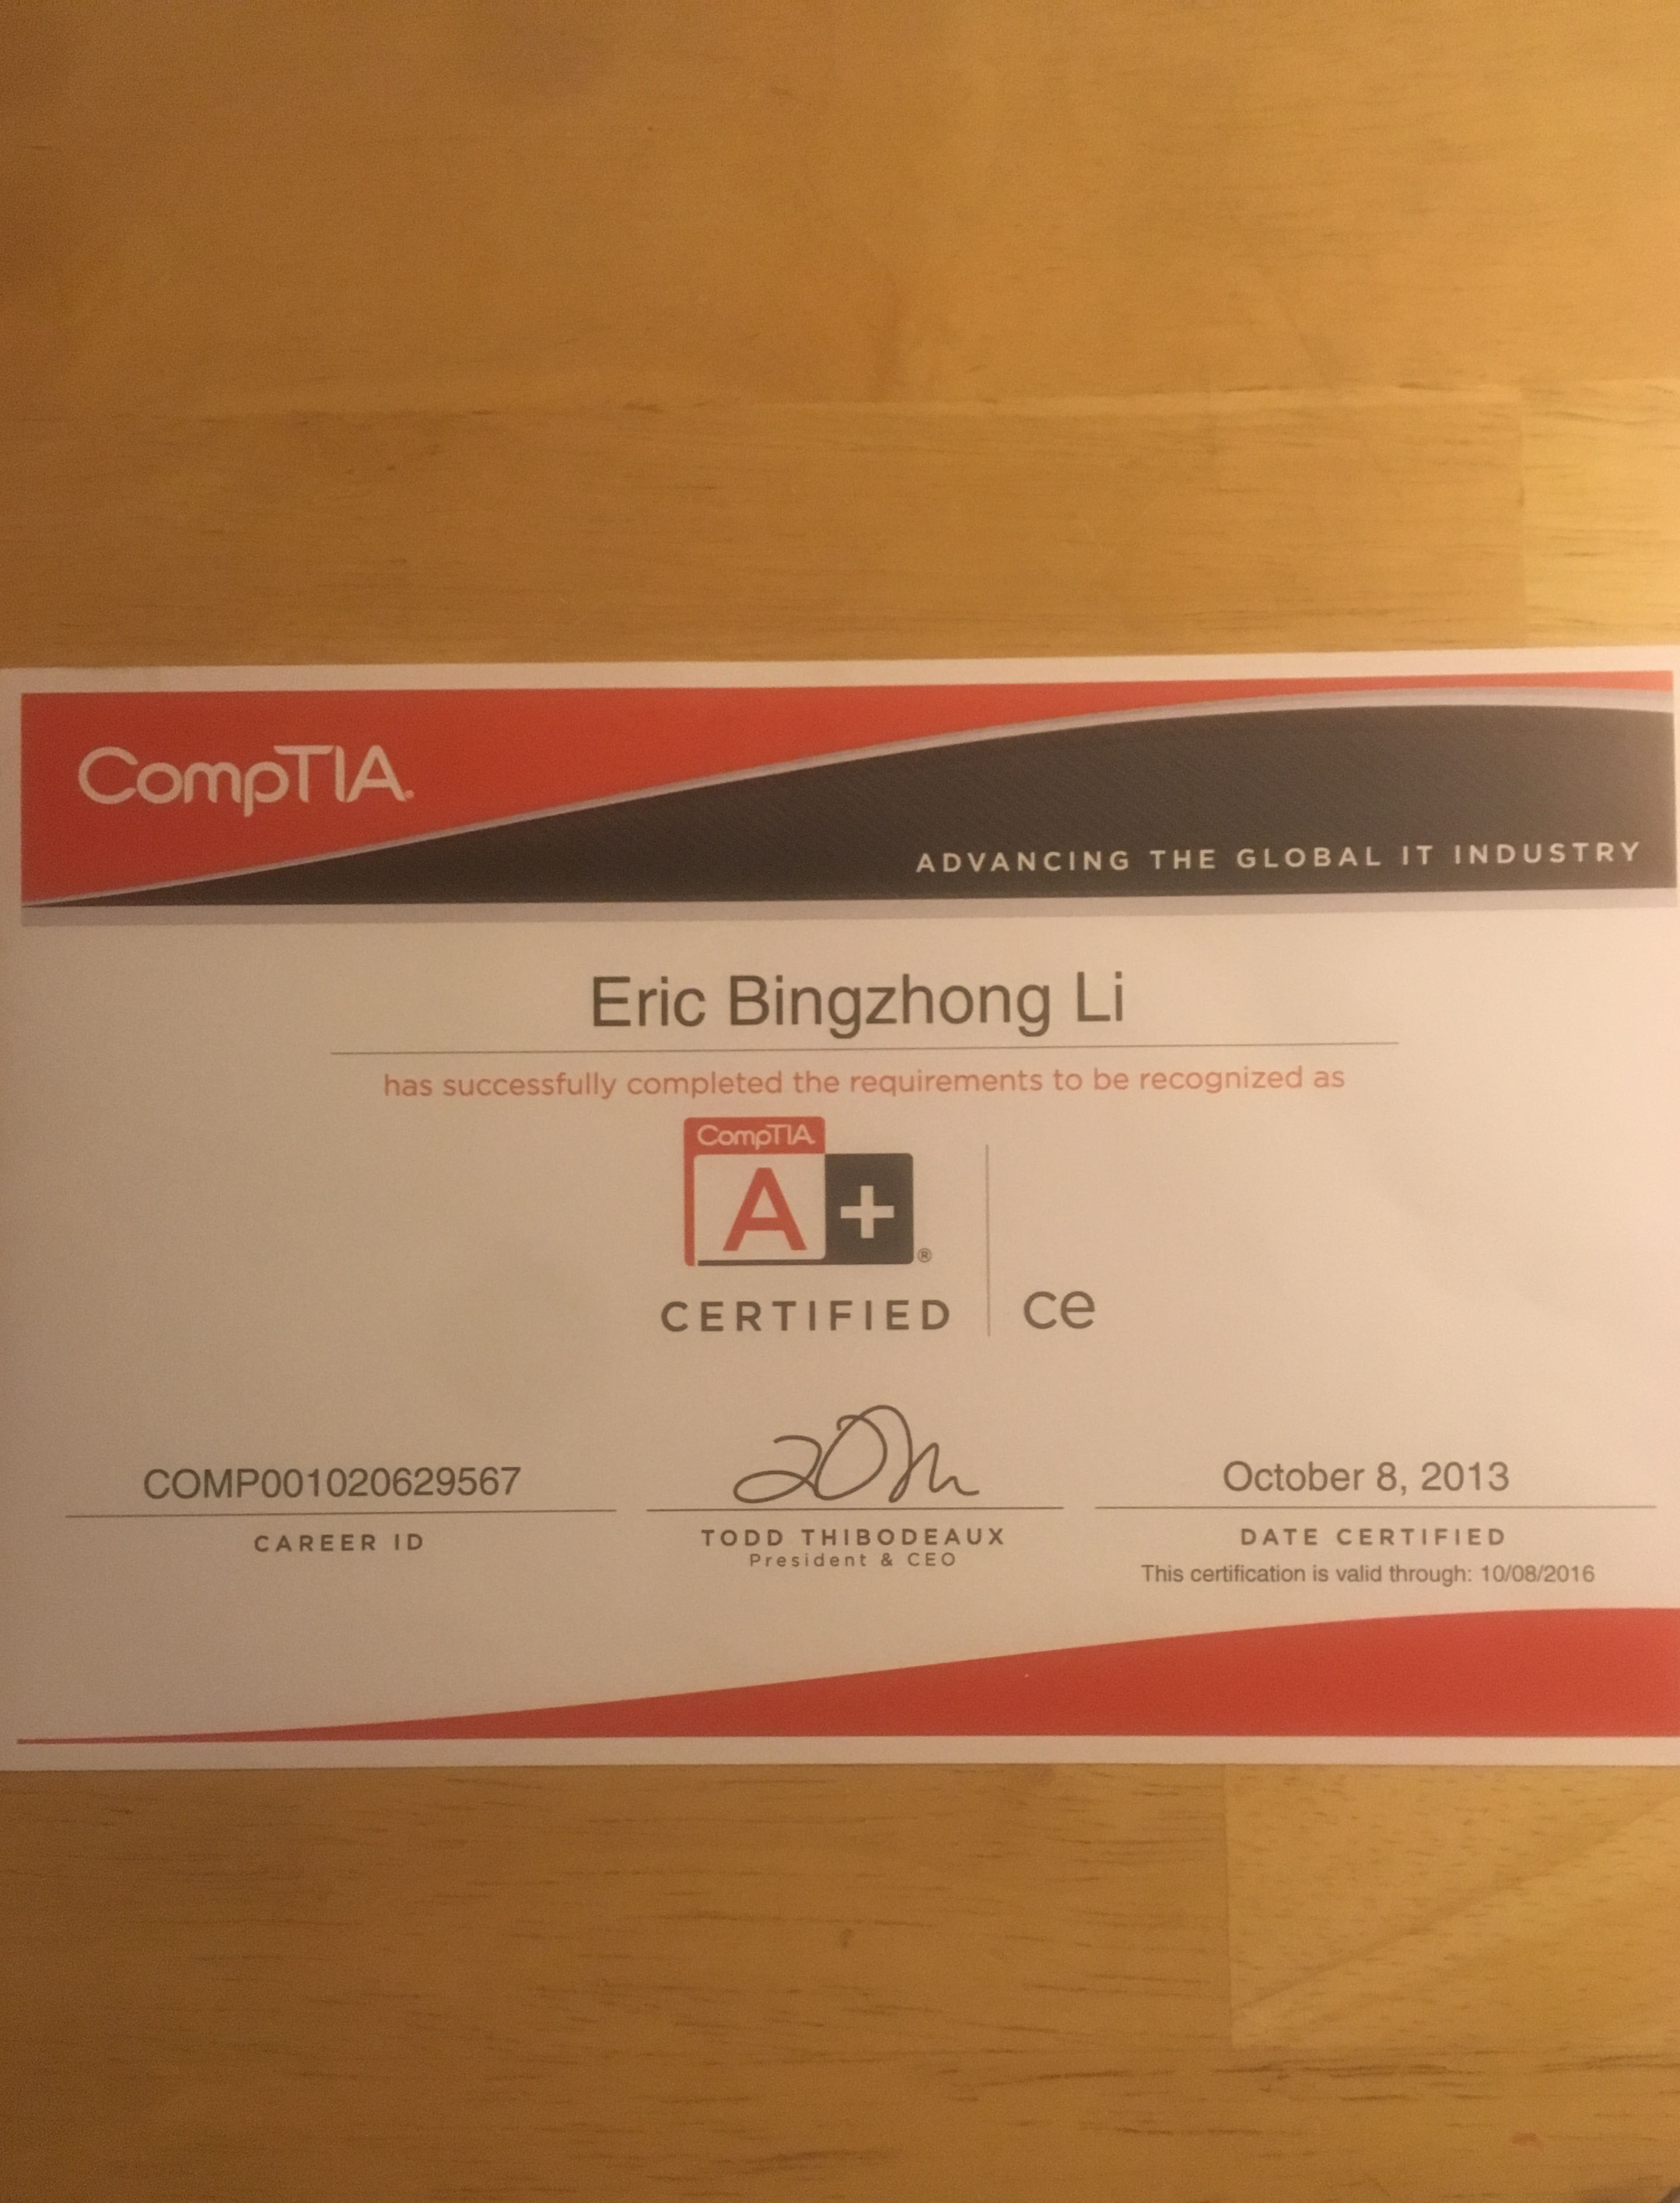 CompTIA.
ADVANCING THE GLOBAL IT INDUSTRY
Eric Bingzhong Li
has successfully completed the requirements to be recognized as
CompTIA
A+®
CERTIFIED | ce
COMP001020629567
CAREER ID
TODD THIBODEAUX
President & CEO
October 8, 2013
DATE CERTIFIED
This certification is valid through: 10/08/2016